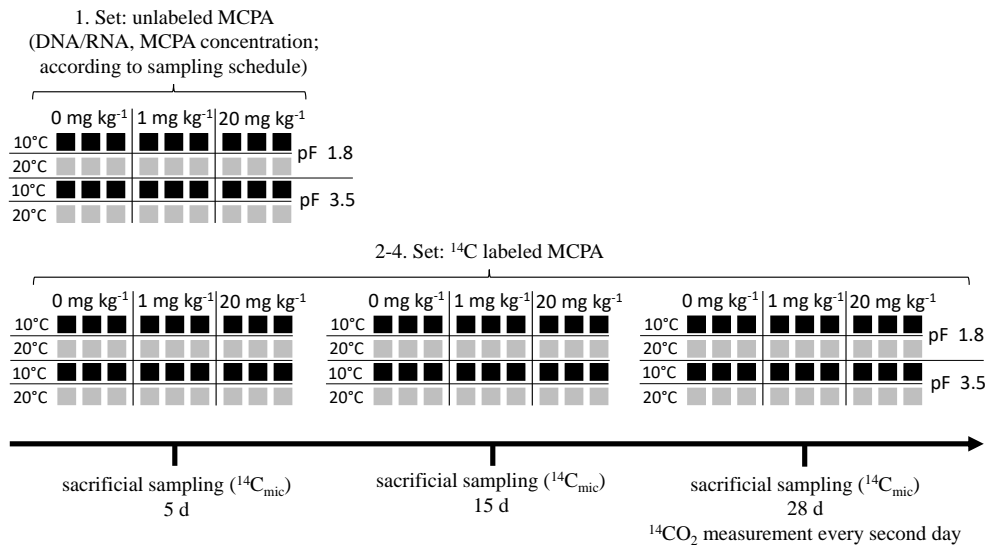 1. Set: unlabeled MCPA
(DNA/RNA, MCPA concentration;
according to sampling schedule)
0 mg kg⁻¹ 1 mg kg⁻¹ 20 mg kg⁻¹
10°C
pF 1.8
20°C
10°C
pF 3.5
20°C
2-4. Set: ¹⁴C labeled MCPA
0 mg kg⁻¹ 1 mg kg⁻¹ 20 mg kg⁻¹ 0 mg kg⁻¹ 1 mg kg⁻¹ 20 mg kg⁻¹ 0 mg kg⁻¹ 1 mg kg⁻¹ 20 mg kg⁻¹
10°C 10°C 10°C
pF 1.8
20°C 20°C 20°C
10°C 10°C 10°C
pF 3.5
20°C 20°C 20°C
sacrificial sampling (¹⁴Cₘᵢ𝒸) sacrificial sampling (¹⁴Cₘᵢ𝒸) sacrificial sampling (¹⁴Cₘᵢ𝒸)
5 d 15 d 28 d
¹⁴CO₂ measurement every second day